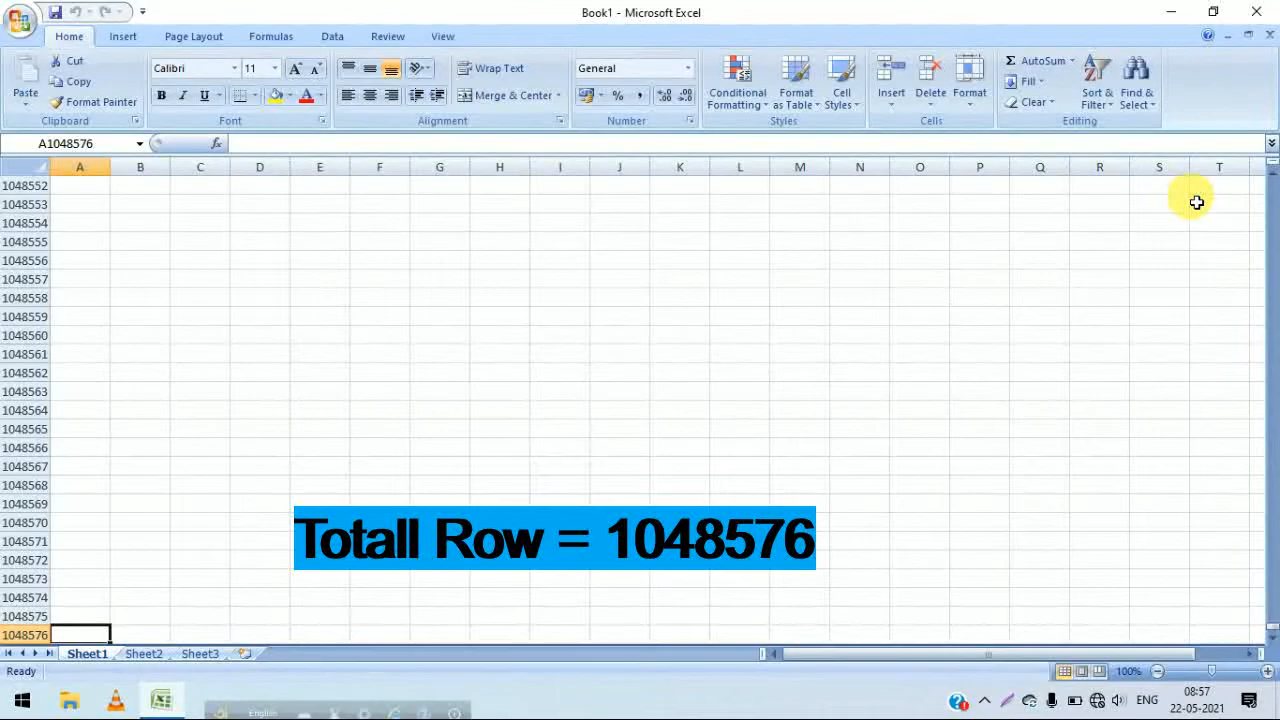 Book1 - Microsoft Excel
Home Insert Page Layout Formulas Data Review View
Paste
Cut
Copy
Format Painter
Clipboard
Calibri 11
B I U
Font
Wrap Text
Merge & Center
Alignment
General
Number
Conditional Formatting
Format as Table
Cell Styles
Styles
Insert Delete Format
Cells
AutoSum
Fill
Clear
Sort & Filter
Find & Select
Editing
A1048576 fx
A B C D E F G H I J K L M N O P Q R S T
1048552
1048553
1048554
1048555
1048556
1048557
1048558
1048559
1048560
1048561
1048562
1048563
1048564
1048565
1048566
1048567
1048568
1048569
1048570
1048571
1048572
1048573
1048574
1048575
1048576
Totall Row = 1048576
Sheet1 Sheet2 Sheet3
Ready 100%
English
ENG
08:57
22-05-2021